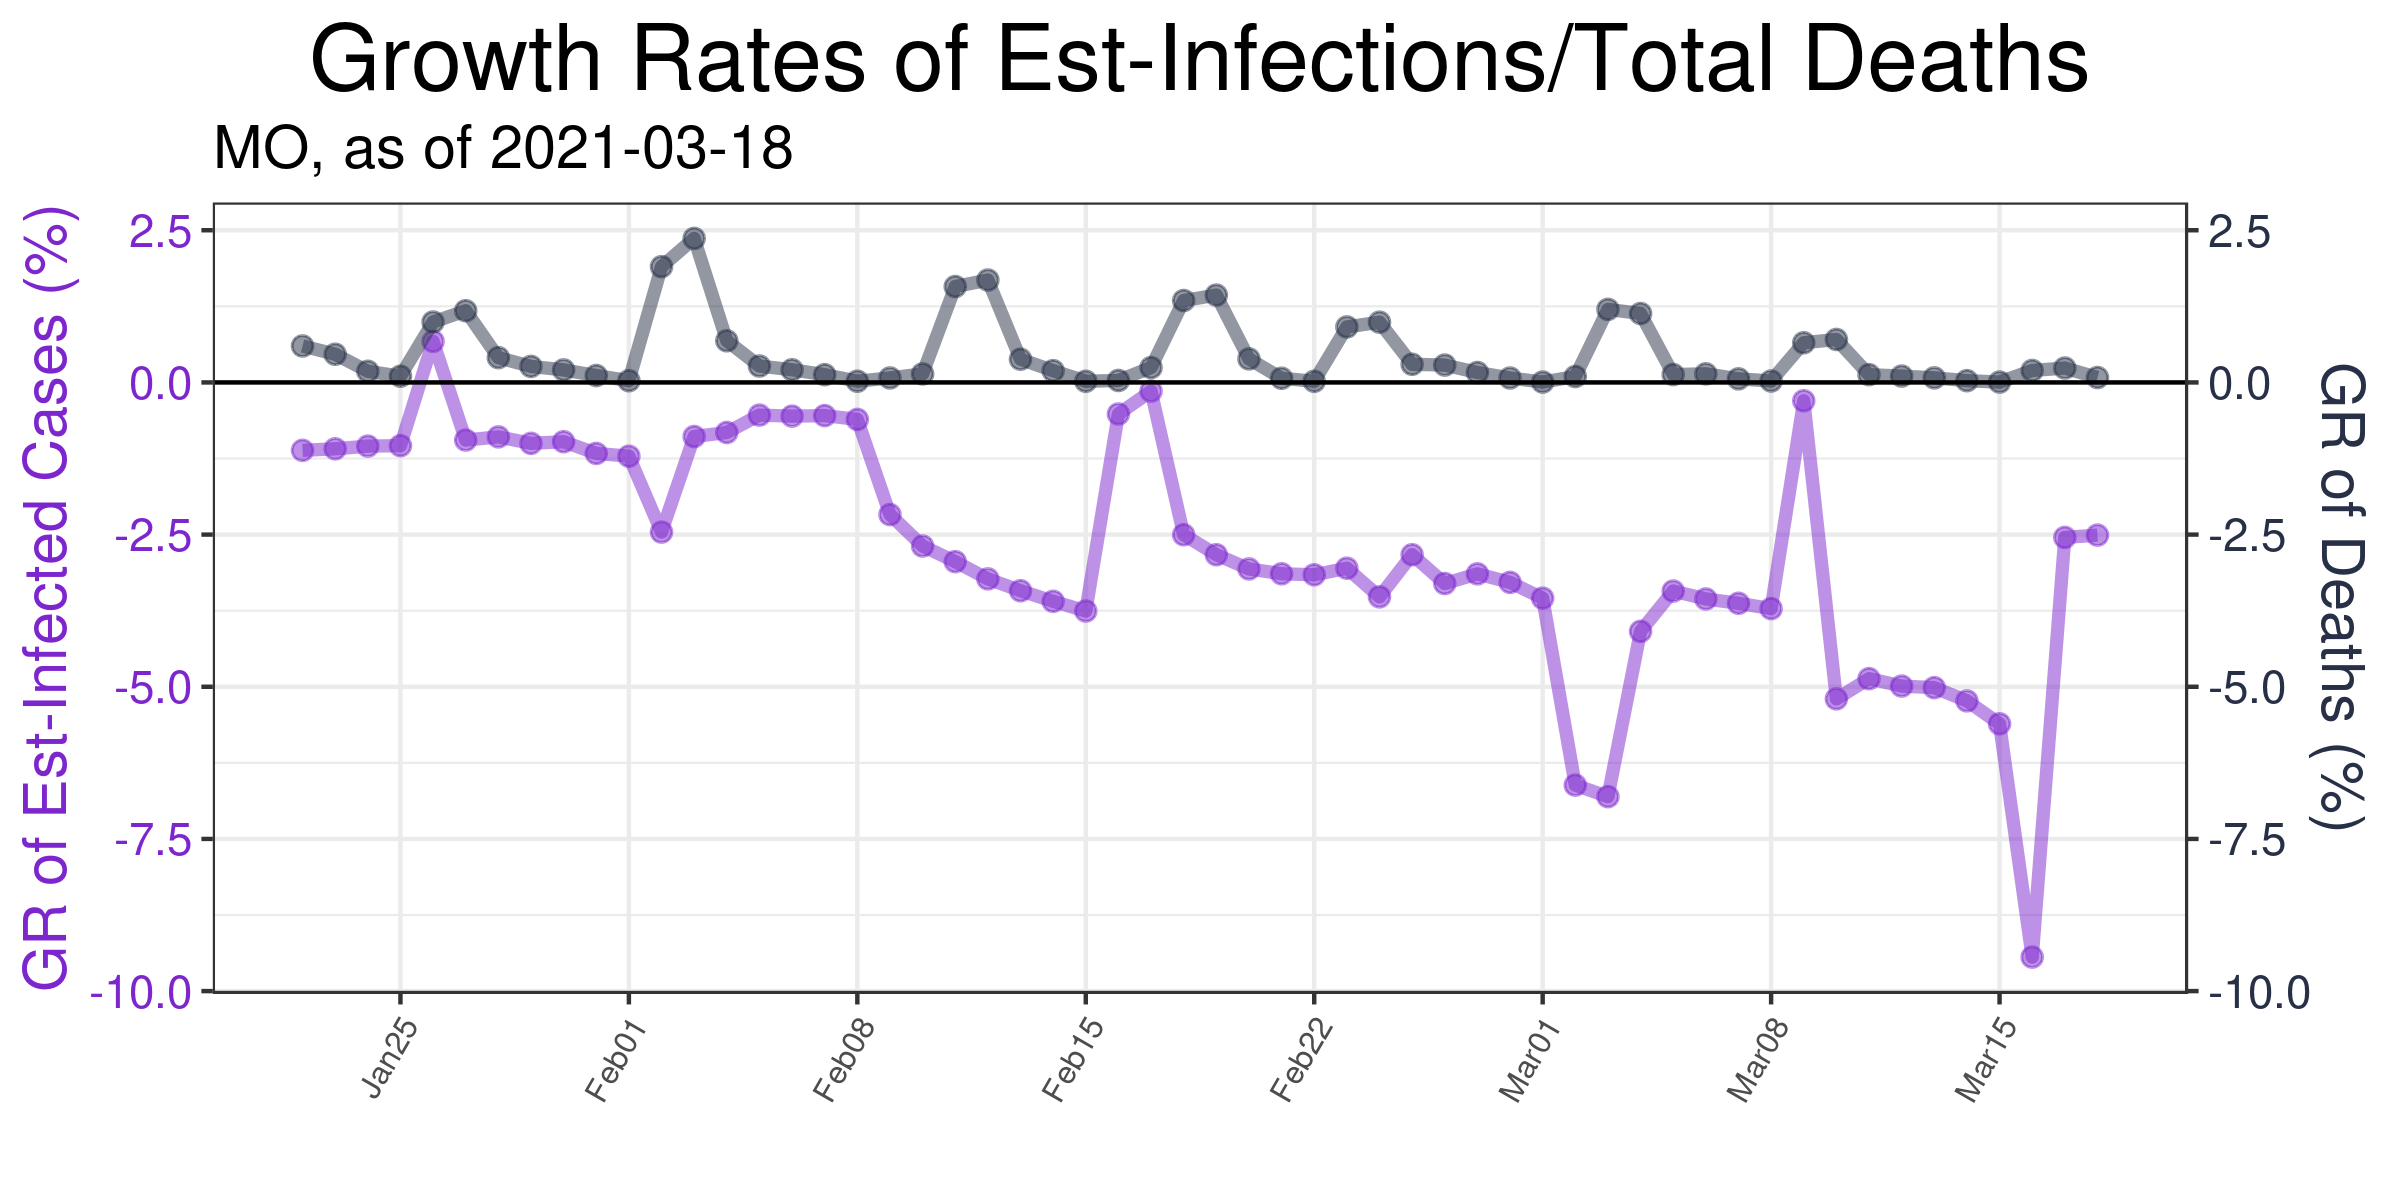 Growth Rates of Est-Infections/Total Deaths
MO, as of 2021-03-18
GR of Est-Infected Cases (%)
2.5
0.0
-2.5
-5.0
-7.5
-10.0
2.5
0.0
-2.5
-5.0
-7.5
-10.0
GR of Deaths (%)
Jan25
Feb01
Feb08
Feb15
Feb22
Mar01
Mar08
Mar15